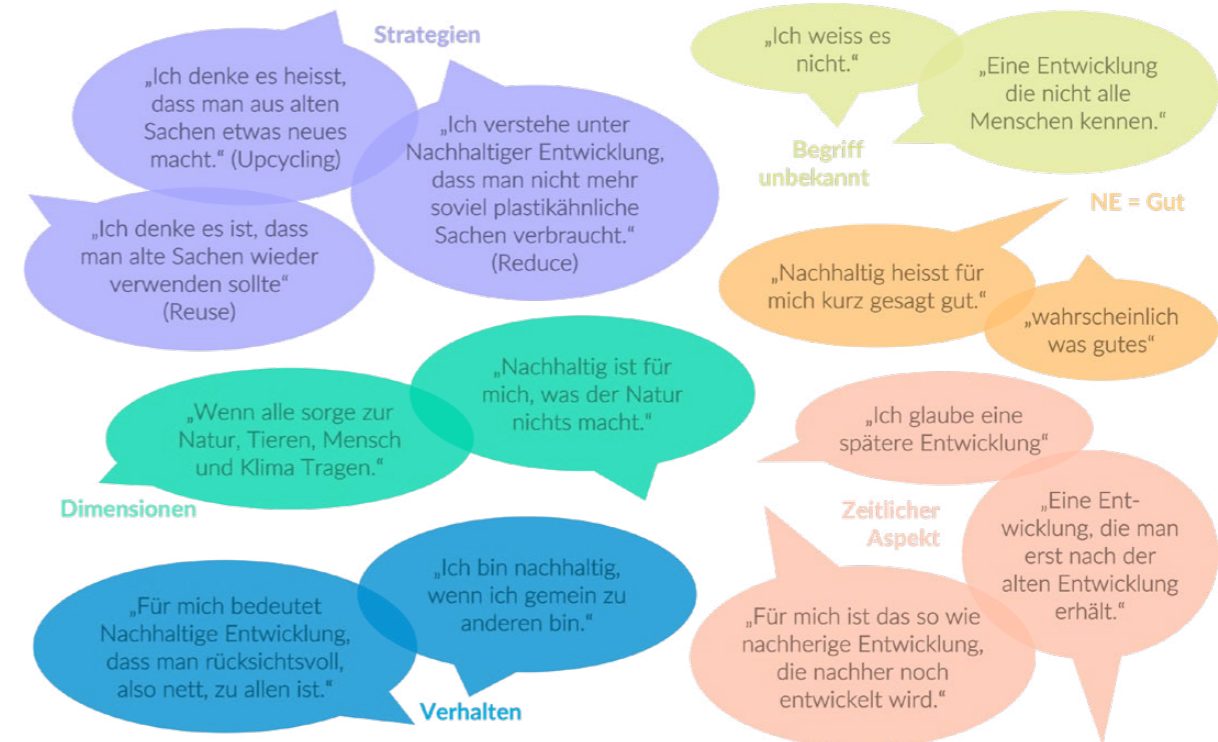 Strategien
„Ich denke es heisst,
dass man aus alten
Sachen etwas neues
macht.“ (Upcycling)
„Ich verstehe unter
Nachhaltiger Entwicklung,
dass man nicht mehr
soviel plastikähnliche
Sachen verbraucht.“
(Reduce)
„Ich denke es ist, dass
man alte Sachen wieder
verwenden sollte“
(Reuse)
„Ich weiss es
nicht.“
„Eine Entwicklung
die nicht alle
Menschen kennen.“
Begriff
unbekannt
NE = Gut
„Nachhaltig heisst für
mich kurz gesagt gut.“
„wahrscheinlich
was gutes“
„Nachhaltig ist für
mich, was der Natur
nichts macht.“
„Wenn alle sorge zur
Natur, Tieren, Mensch
und Klima Tragen.“
Dimensionen
„Ich glaube eine
spätere Entwicklung“
Zeitlicher
Aspekt
„Eine Ent-
wicklung, die man
erst nach der
alten Entwicklung
erhält.“
„Für mich ist das so wie
nachherige Entwicklung,
die nachher noch
entwickelt wird.“
„Ich bin nachhaltig,
wenn ich gemein zu
anderen bin.“
„Für mich bedeutet
Nachhaltige Entwicklung,
dass man rücksichtsvoll,
also nett, zu allen ist.“
Verhalten